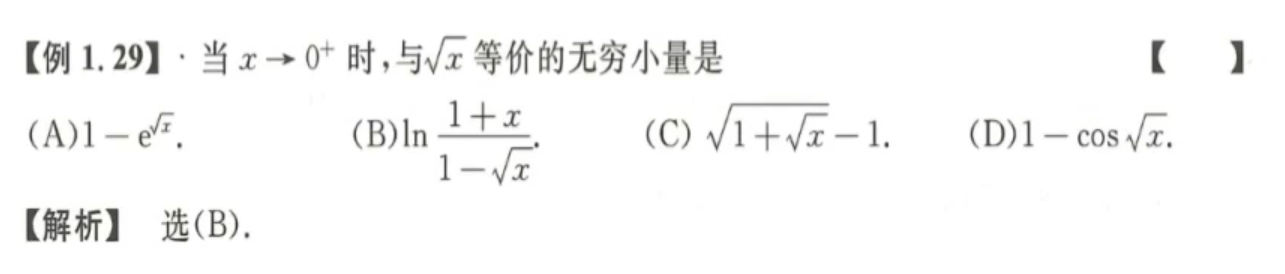 【例 1.29】· 当 $x \to 0^+$ 时,与$\sqrt{x}$ 等价的无穷小量是 【 】
(A)$1-e^{\sqrt{x}}$. (B)$\ln \frac{1+x}{1-\sqrt{x}}$. (C) $\sqrt{1+\sqrt{x}}-1$. (D)$1-\cos\sqrt{x}$.
【解析】 选(B).